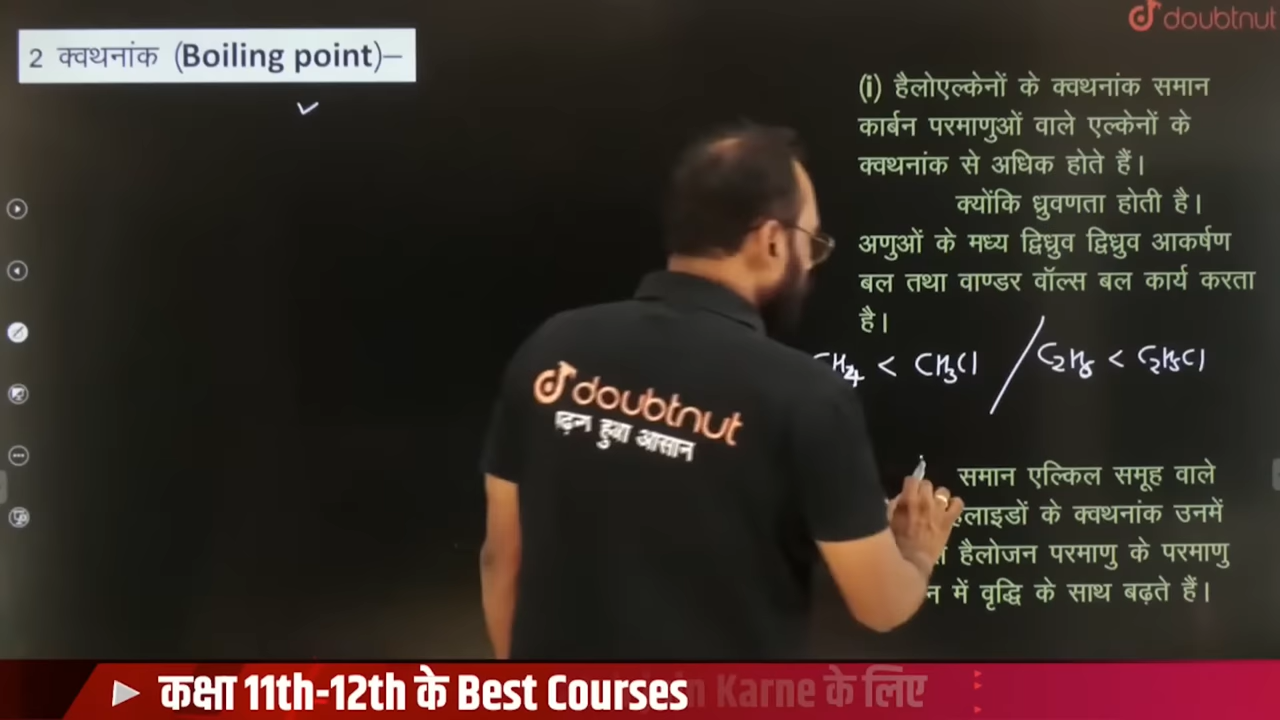 doubtnut
2 क्वथनांक (Boiling point)–
(i) हैलोएल्केनों के क्वथनांक समान
कार्बन परमाणुओं वाले एल्केनों के
क्वथनांक से अधिक होते हैं।
क्योंकि ध्रुवणता होती है।
अणुओं के मध्य द्विध्रुव द्विध्रुव आकर्षण
बल तथा वाण्डर वॉल्स बल कार्य करता
है।
CH4 < CH3Cl / C2H6 < C2H5Cl
doubtnut
पढ़ना हुआ आसान
समान एल्किल समूह वाले
के क्वथनांक उनमें
हैलोजन परमाणु के परमाणु
में वृद्धि के साथ बढ़ते हैं।
कक्षा 11th-12th के Best Courses Karne के लिए